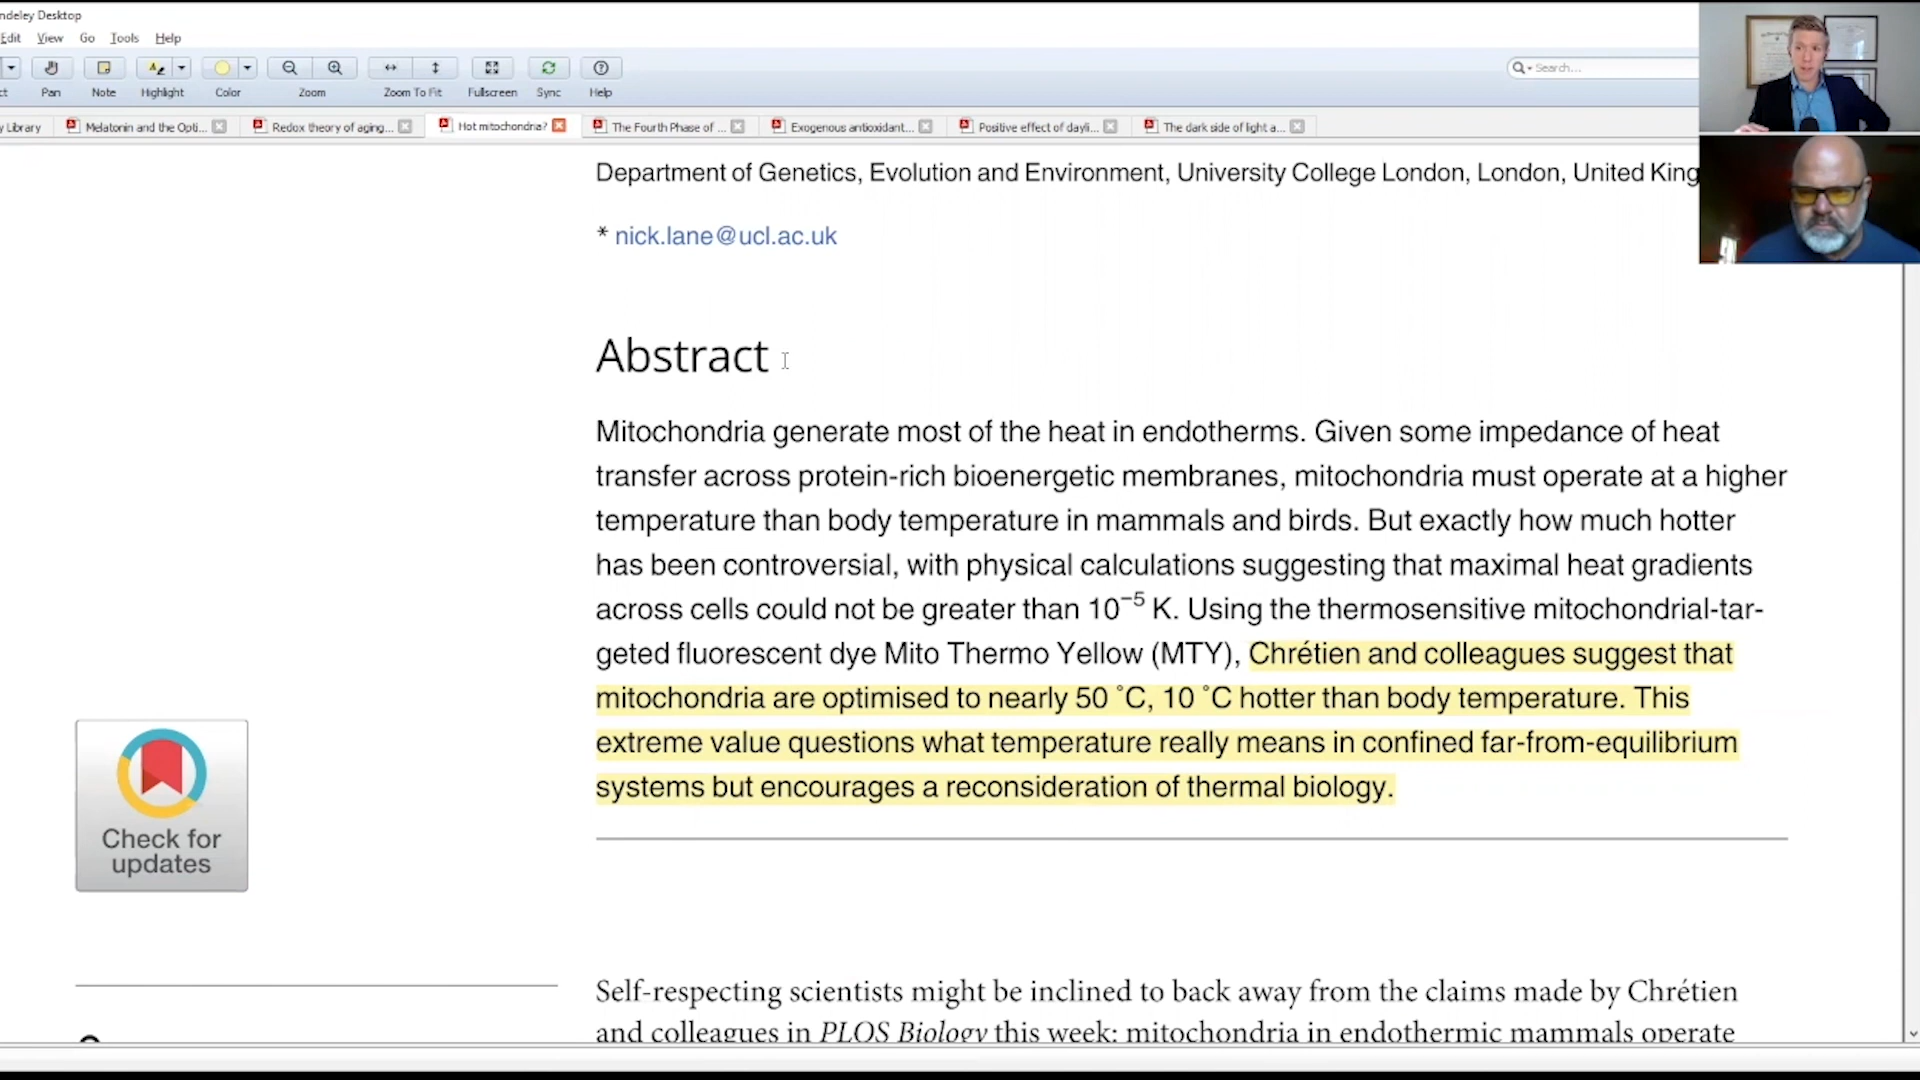 ndeley Desktop
Edit View Go Tools Help
Pan Note Highlight Color Zoom Zoom To Fit Fullscreen Sync Help
Search...
y Library Melatonin and the Opti... Redox theory of aging... Hot mitochondria? The Fourth Phase of ... Exogenous antioxidant... Positive effect of dayli... The dark side of light a...
Department of Genetics, Evolution and Environment, University College London, London, United King
* nick.lane@ucl.ac.uk
Abstract
Mitochondria generate most of the heat in endotherms. Given some impedance of heat
transfer across protein-rich bioenergetic membranes, mitochondria must operate at a higher
temperature than body temperature in mammals and birds. But exactly how much hotter
has been controversial, with physical calculations suggesting that maximal heat gradients
across cells could not be greater than 10⁻⁵ K. Using the thermosensitive mitochondrial-tar-
geted fluorescent dye Mito Thermo Yellow (MTY), Chrétien and colleagues suggest that
mitochondria are optimised to nearly 50 ˚C, 10 ˚C hotter than body temperature. This
extreme value questions what temperature really means in confined far-from-equilibrium
systems but encourages a reconsideration of thermal biology.
Check for
updates
Self-respecting scientists might be inclined to back away from the claims made by Chrétien
and colleagues in PLOS Biology this week: mitochondria in endothermic mammals operate